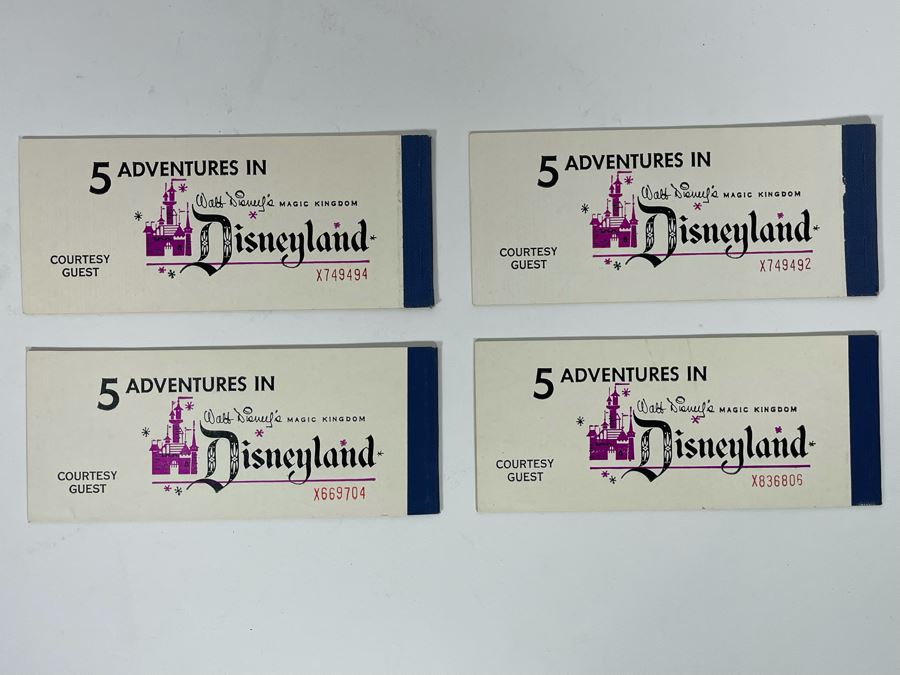 5 ADVENTURES IN
Walt Disney's MAGIC KINGDOM
Disneyland
COURTESY
GUEST
X749494
5 ADVENTURES IN
Walt Disney's MAGIC KINGDOM
Disneyland
COURTESY
GUEST
X749492
5 ADVENTURES IN
Walt Disney's MAGIC KINGDOM
Disneyland
COURTESY
GUEST
X669704
5 ADVENTURES IN
Walt Disney's MAGIC KINGDOM
Disneyland
COURTESY
GUEST
X836806